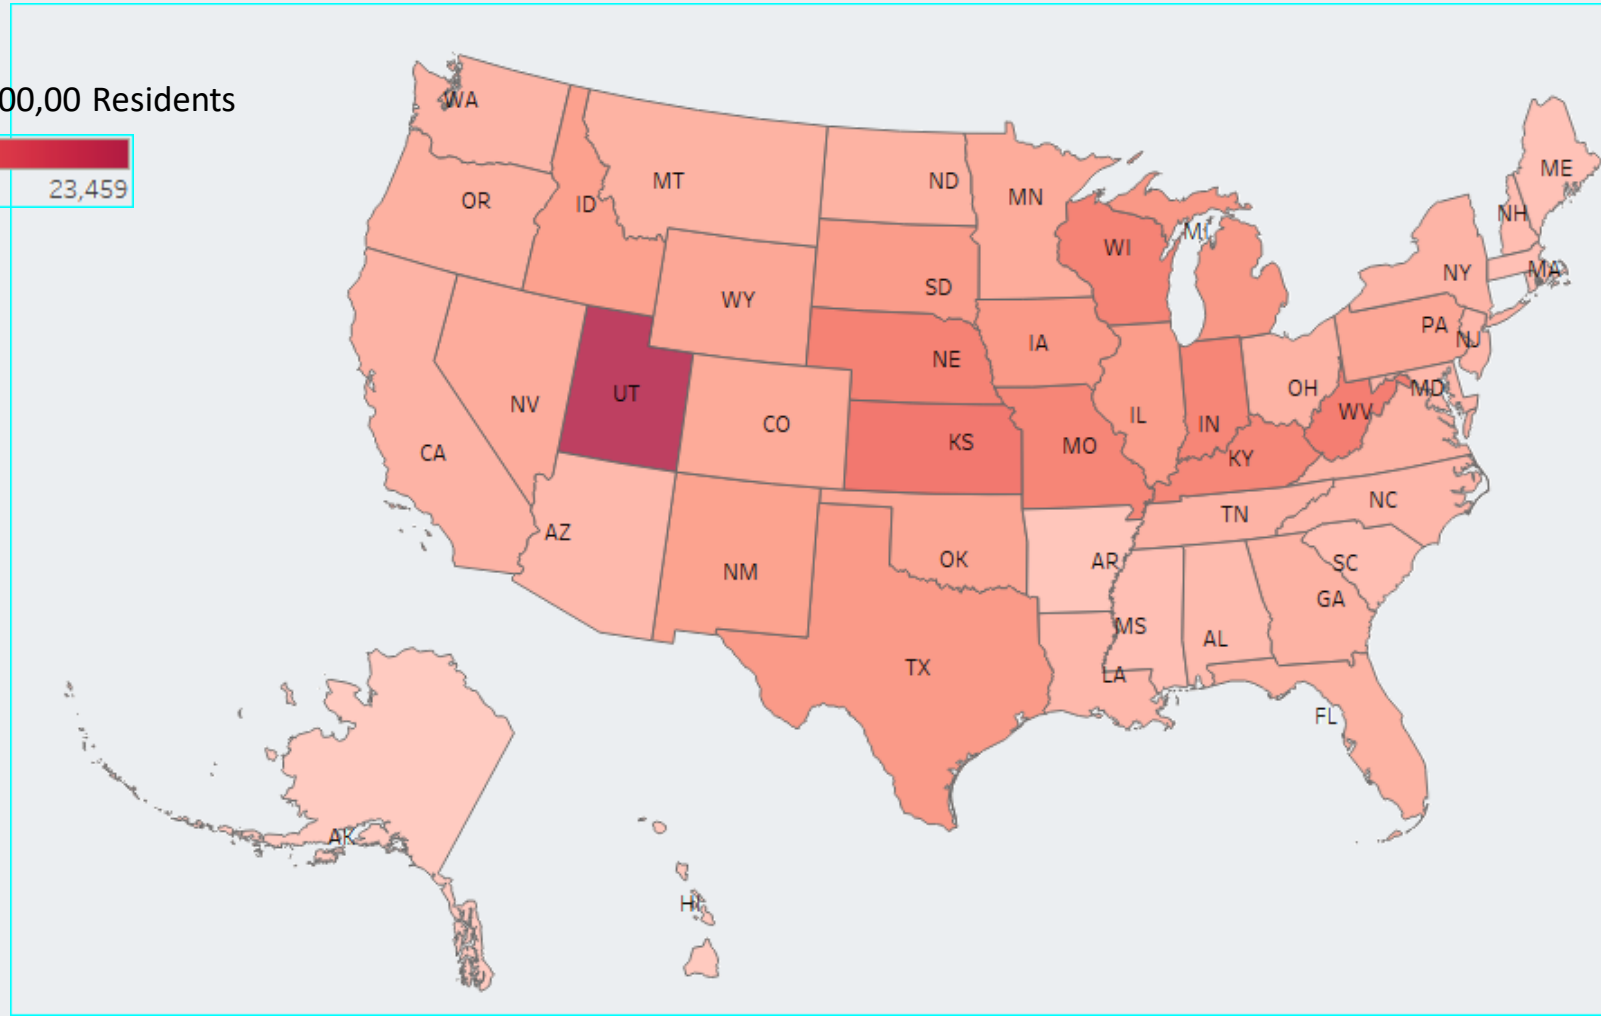 00,00 Residents
23,459
WA
ME
MT
ND
OR
ID
MN
NH
WI
MI
NY
MA
SD
WY
PA
NJ
IA
NE
OH
MD
UT
NV
WV
IL
CO
IN
KS
MO
CA
KY
NC
TN
AZ
OK
AR
SC
NM
GA
MS
AL
TX
LA
FL
AK
HI